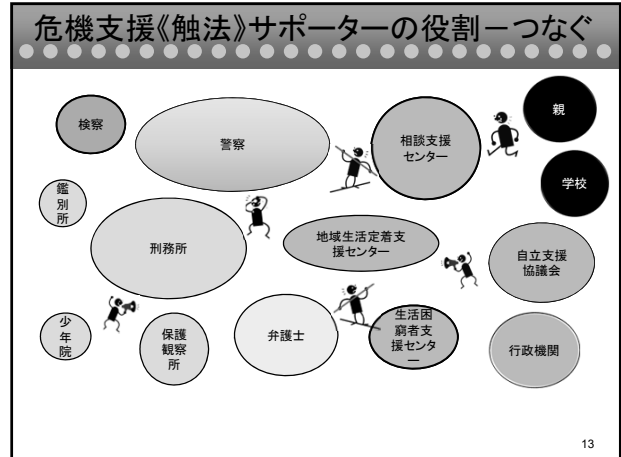 危機支援《触法》サポーターの役割－つなぐ
検察
警察
相談支援
センター
親
学校
鑑
別
所
刑務所
地域生活定着支
援センター
自立支援
協議会
少
年
院
保護
観察
所
弁護士
生活困
窮者支
援センタ
ー
行政機関
13